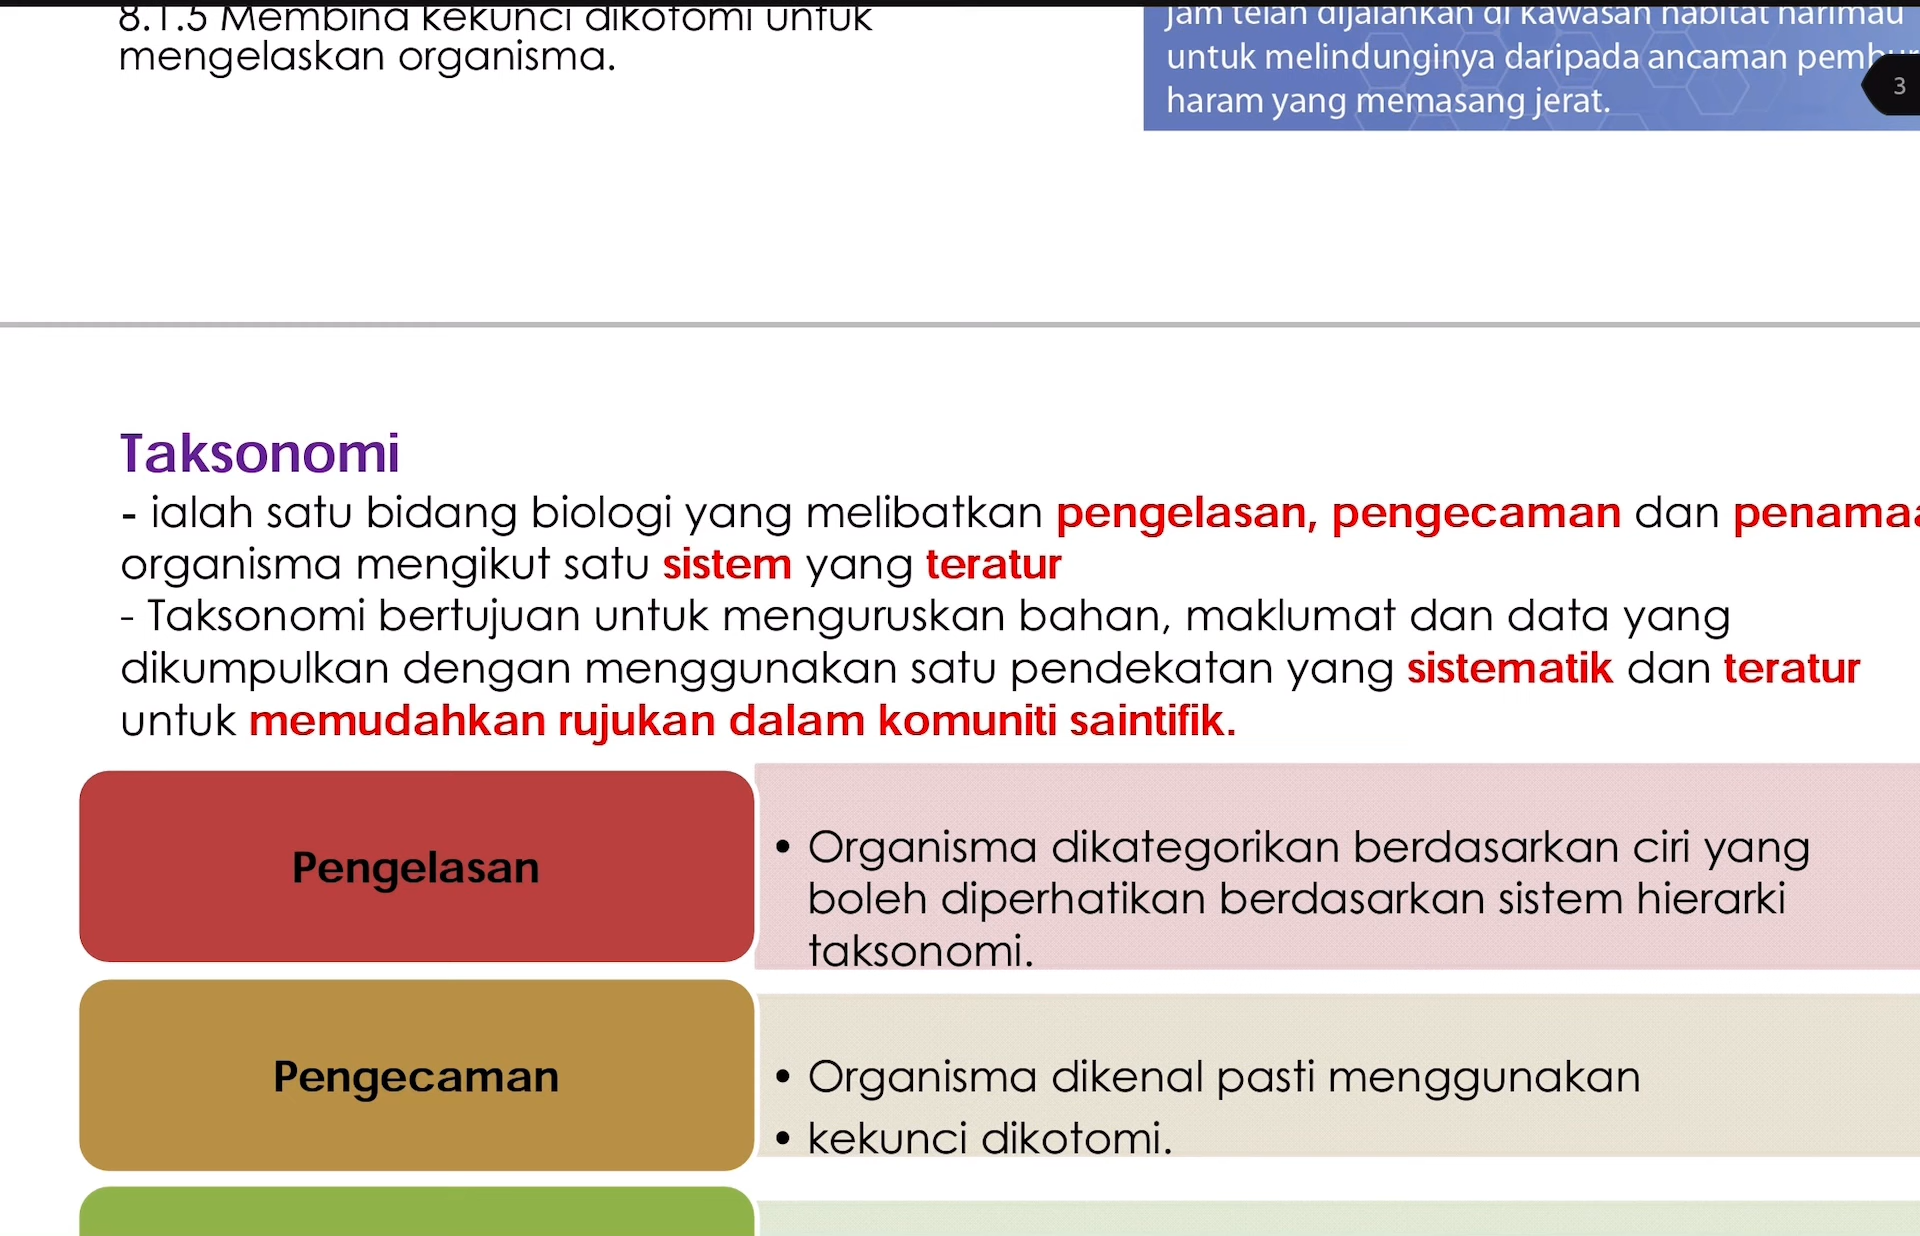 8.1.5 Membina kekunci dikotomi untuk
mengelaskan organisma.
jam telah dijalankan di kawasan habitat harimau
untuk melindunginya daripada ancaman
haram yang memasang jerat.
3
Taksonomi
- ialah satu bidang biologi yang melibatkan pengelasan, pengecaman dan
organisma mengikut satu sistem yang teratur
- Taksonomi bertujuan untuk menguruskan bahan, maklumat dan data yang
dikumpulkan dengan menggunakan satu pendekatan yang sistematik dan teratur
untuk memudahkan rujukan dalam komuniti saintifik.
Pengelasan
• Organisma dikategorikan berdasarkan ciri yang
boleh diperhatikan berdasarkan sistem hierarki
taksonomi.
Pengecaman
• Organisma dikenal pasti menggunakan
• kekunci dikotomi.